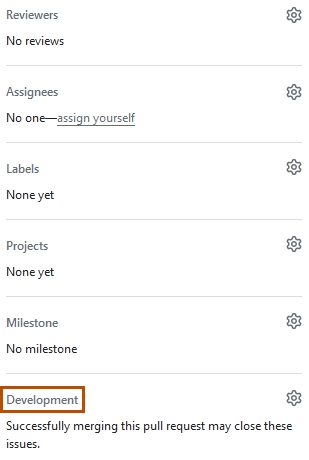 Reviewers
No reviews
Assignees
No one—assign yourself
Labels
None yet
Projects
None yet
Milestone
No milestone
Development
Successfully merging this pull request may close these
issues.